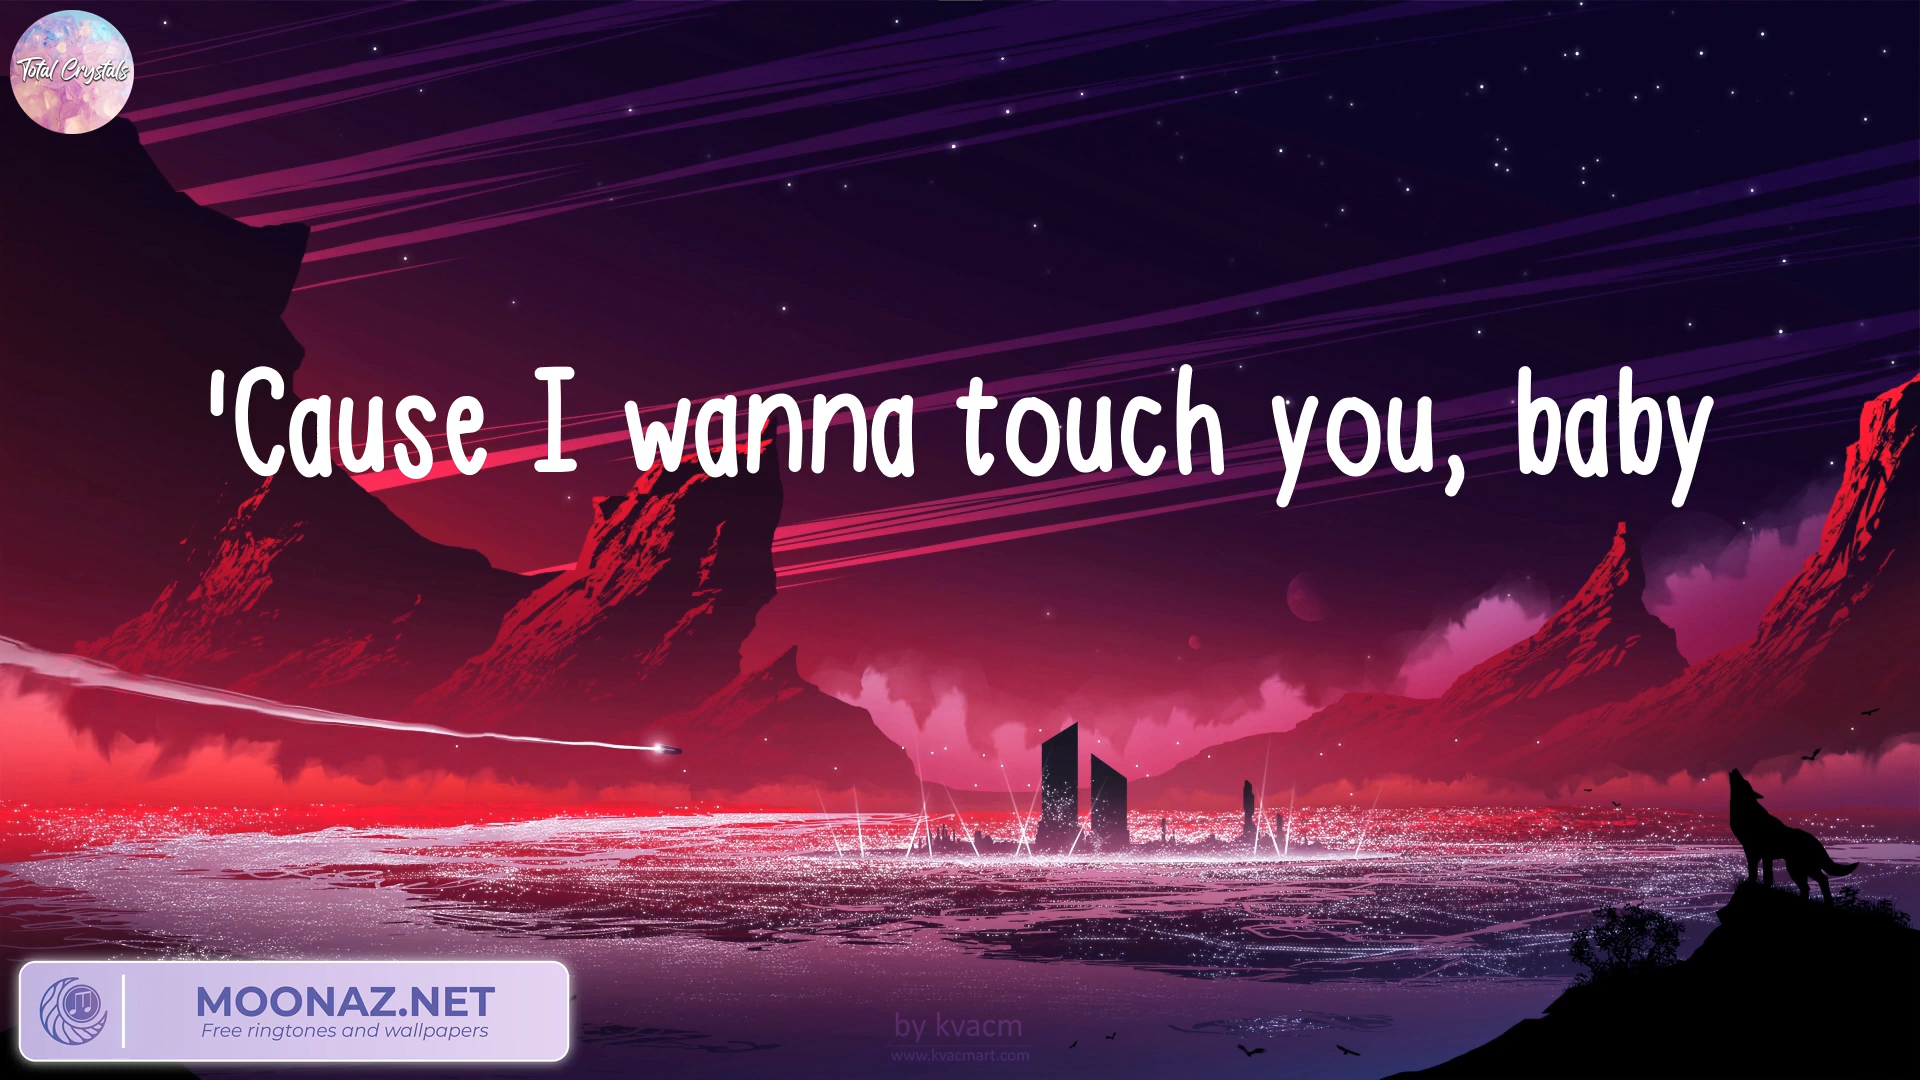 Total Crystals
'Cause I wanna touch you, baby
MOONAZ.NET
Free ringtones and wallpapers
by kvacm
www.kvacmart.com